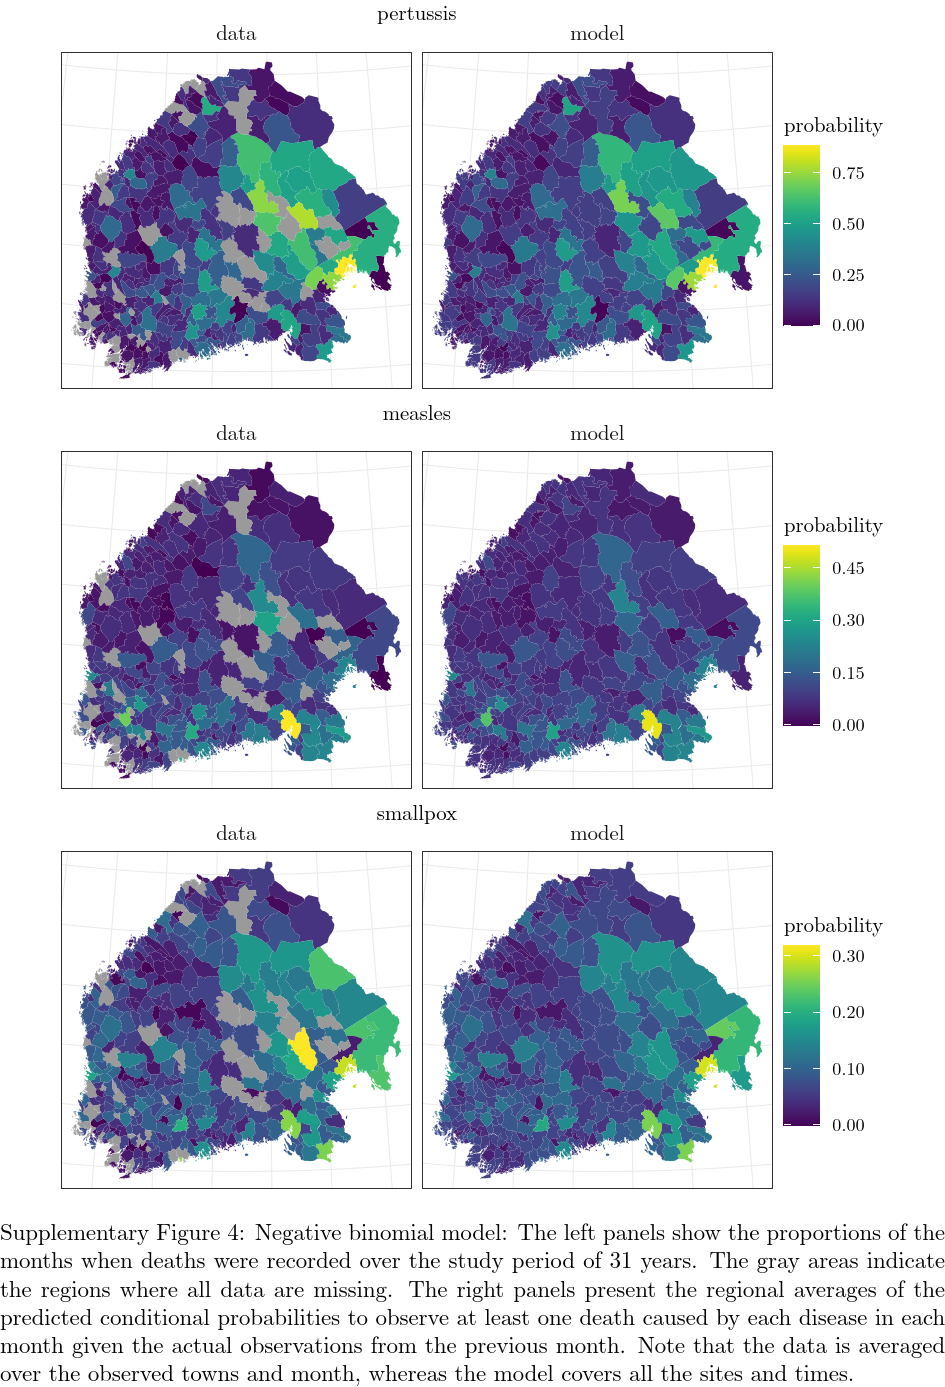 pertussis
data
model
probability
0.75
0.50
0.25
0.00
measles
data
model
probability
0.45
0.30
0.15
0.00
smallpox
data
model
probability
0.30
0.20
0.10
0.00
Supplementary Figure 4: Negative binomial model: The left panels show the proportions of the
months when deaths were recorded over the study period of 31 years. The gray areas indicate
the regions where all data are missing. The right panels present the regional averages of the
predicted conditional probabilities to observe at least one death caused by each disease in each
month given the actual observations from the previous month. Note that the data is averaged
over the observed towns and month, whereas the model covers all the sites and times.